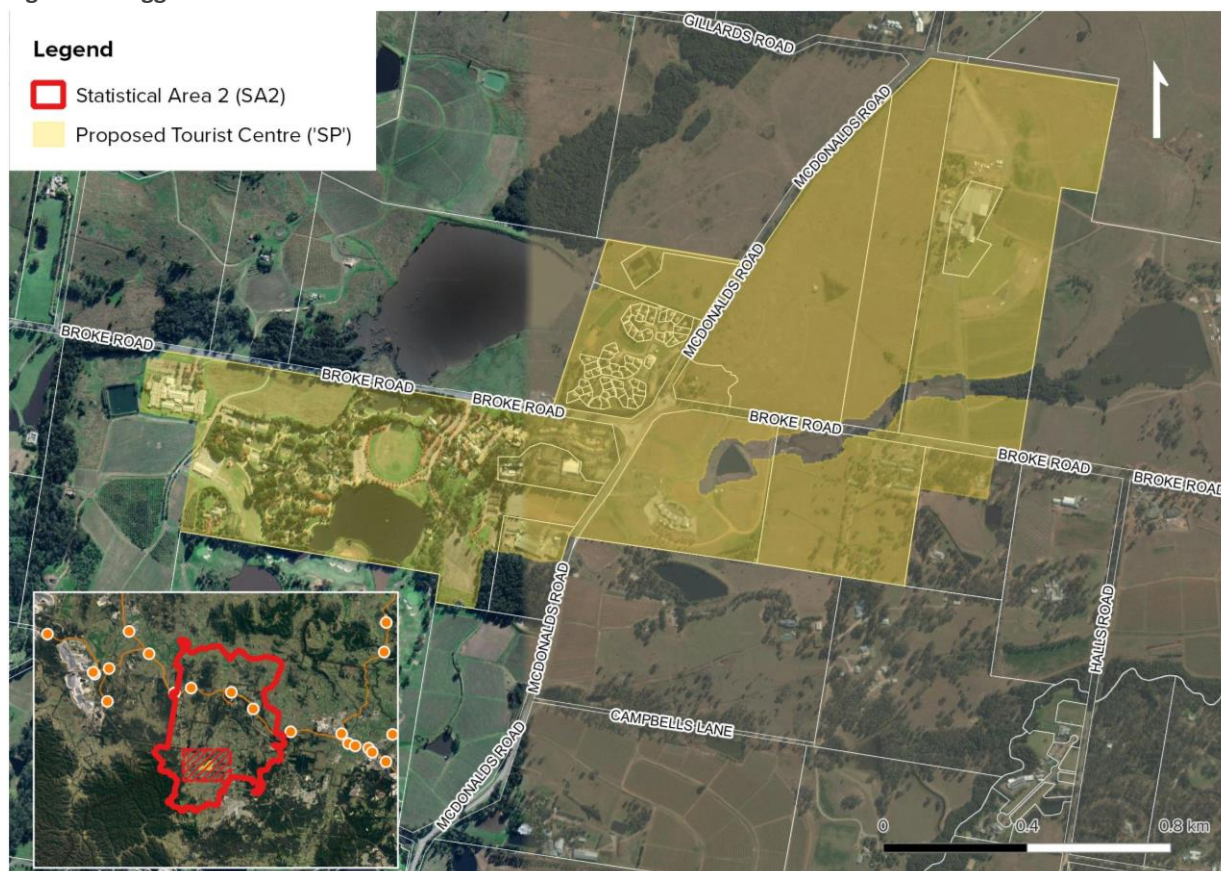 Legend
Statistical Area 2 (SA2)
Proposed Tourist Centre ('SP')
GILLARDS ROAD
MCDONALDS ROAD
MCDONALDS ROAD
BROKE ROAD
BROKE ROAD
BROKE ROAD
BROKE ROAD
BROKE ROAD
BROKE ROAD
MCDONALDS ROAD
HALLS ROAD
CAMPBELLS LANE
MCDONALDS ROAD
0
0.4
0.8 km